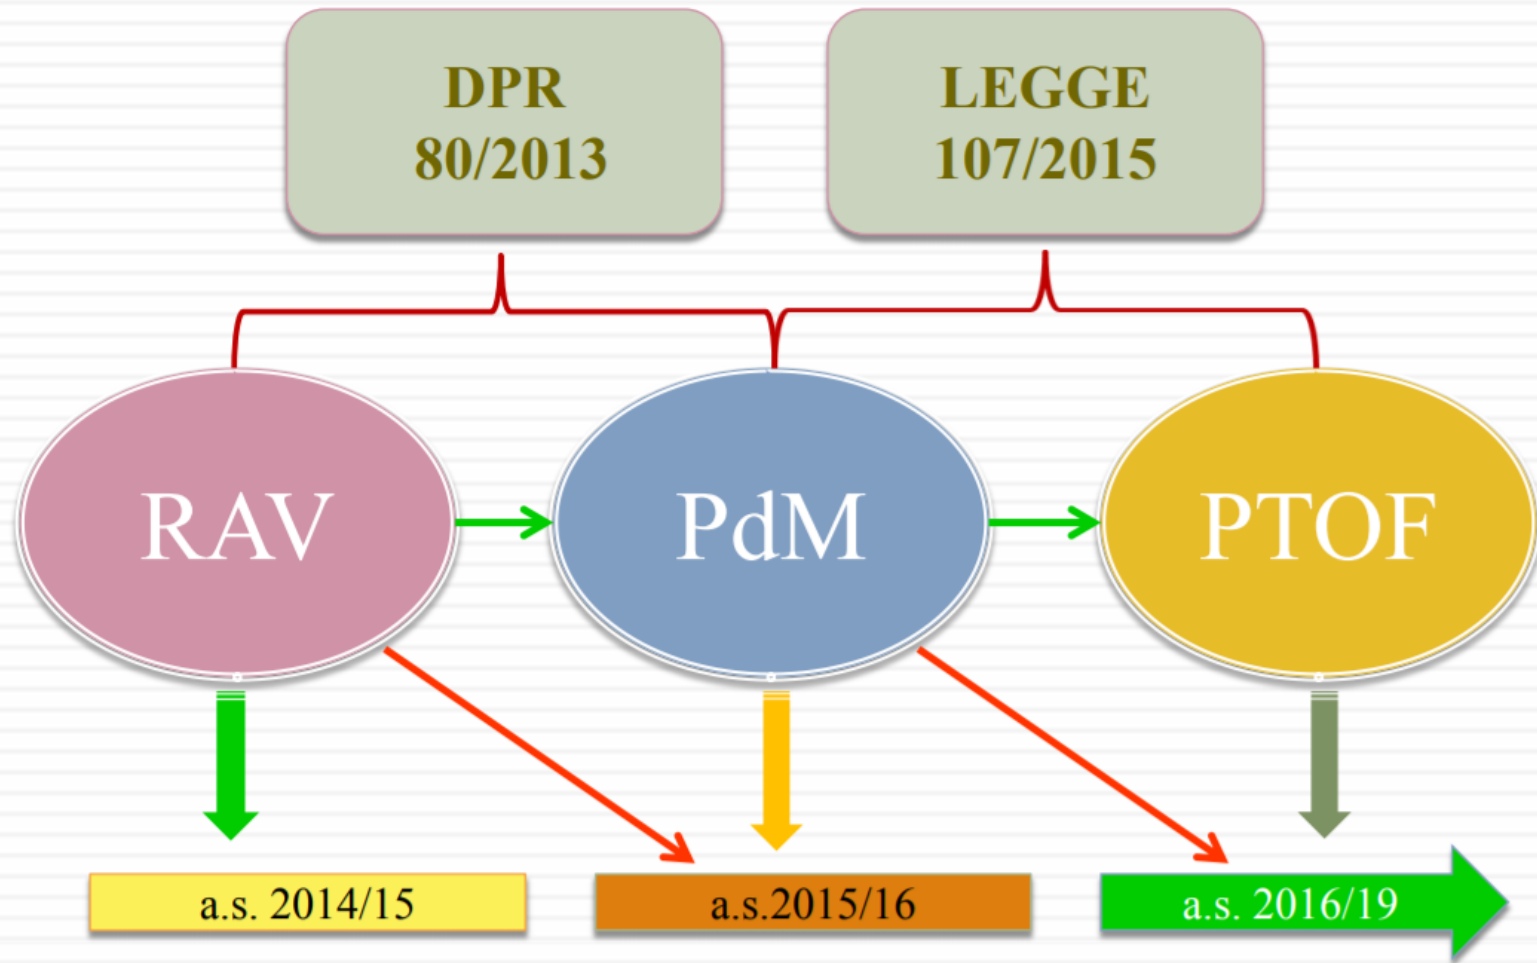 DPR
80/2013
LEGGE
107/2015
RAV
PdM
PTOF
a.s. 2014/15
a.s.2015/16
a.s. 2016/19